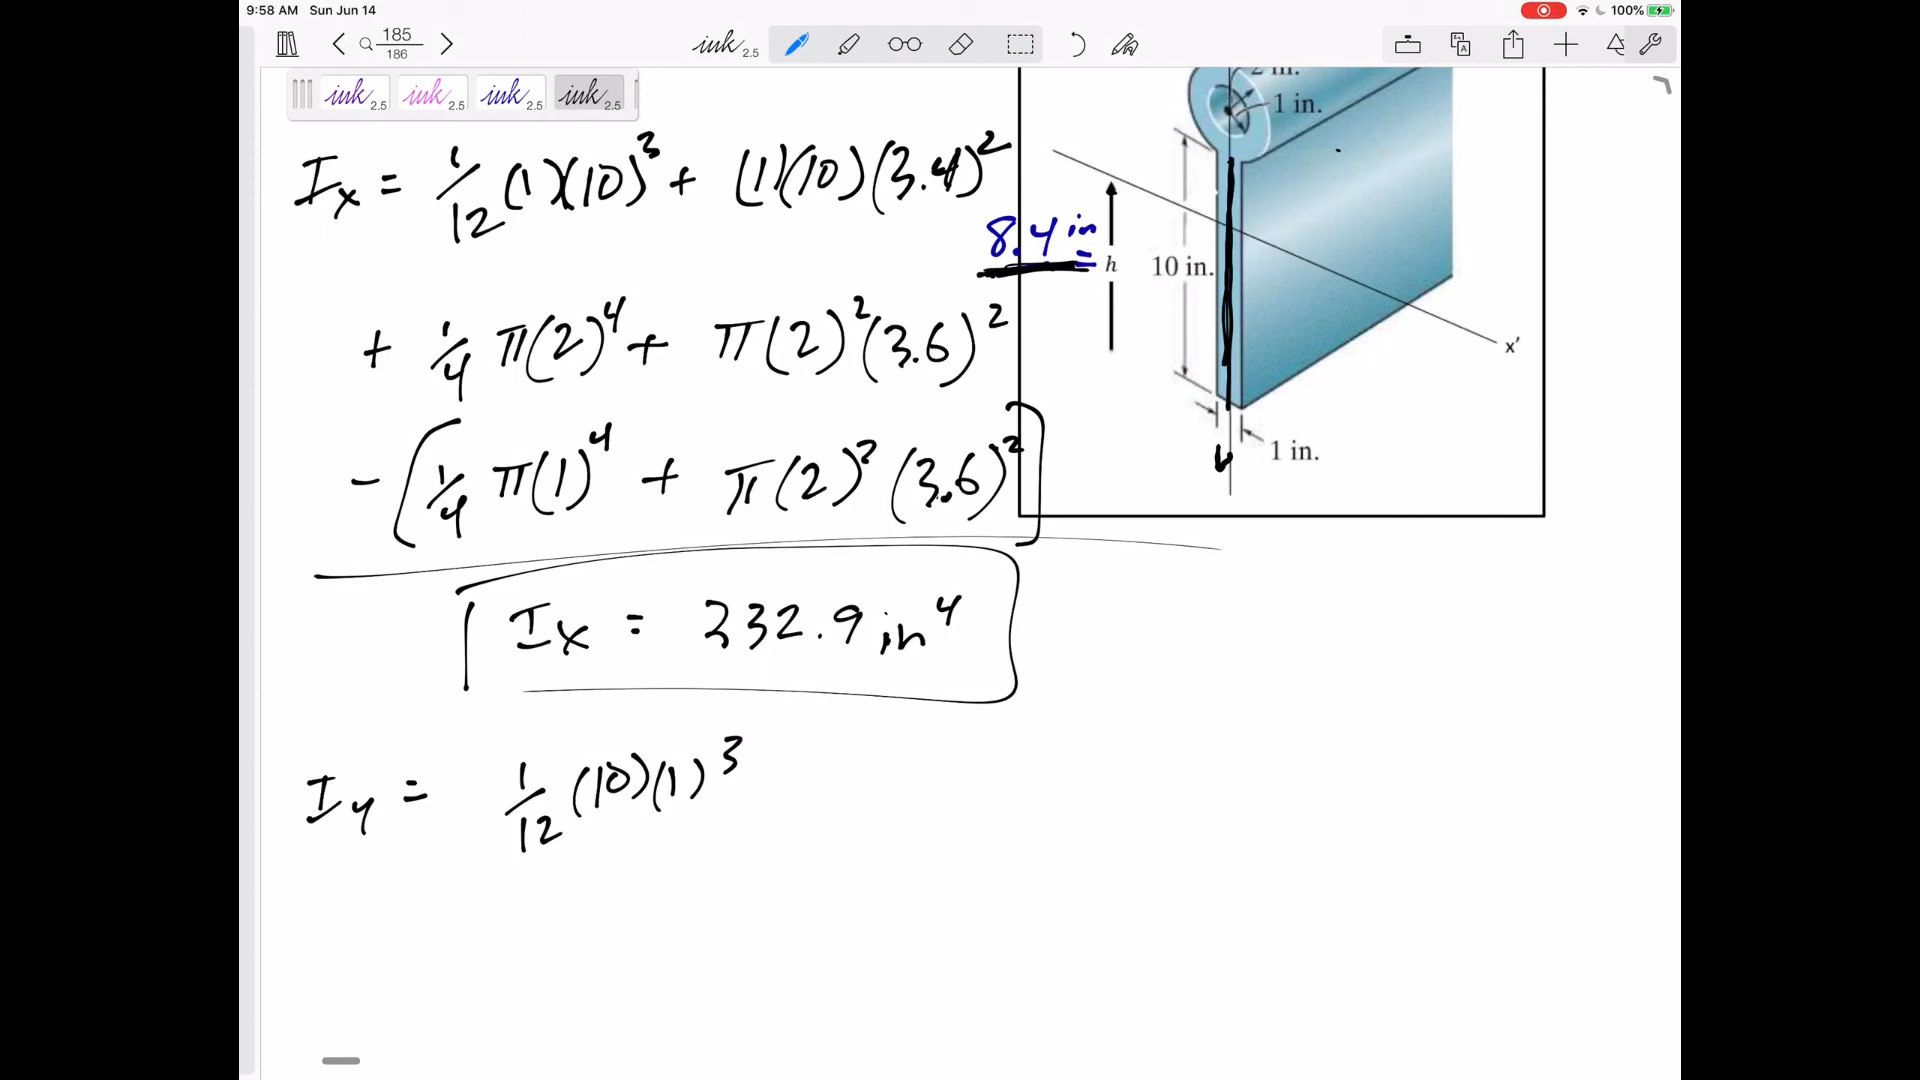 9:58 AM Sun Jun 14 100%
185
186
ink 2.5
ink 2.5 ink 2.5 ink 2.5 ink 2.5
2 in.
1 in.
Ix = 1/12 (1)(10)³ + (1)(10)(3.4)²
8.4 in
h
10 in.
+ 1/4 π(2)⁴ + π(2)²(3.6)²
x'
1 in.
- [1/4 π(1)⁴ + π(2)²(3.6)²]
Ix = 332.9 in⁴
Iy = 1/12 (10)(1)³